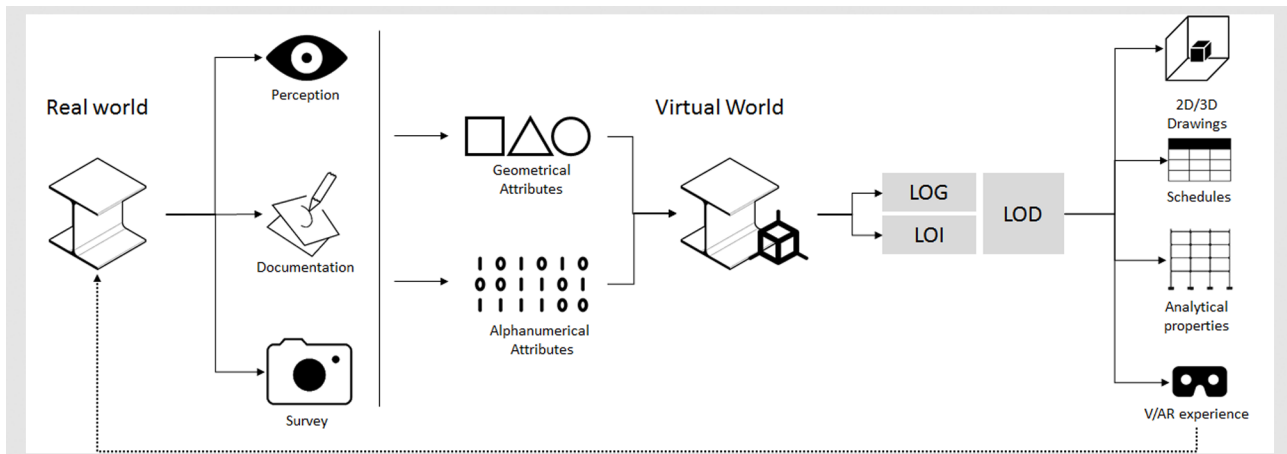 Real world
Perception
Documentation
Survey
Geometrical
Attributes
1 0 1 0 1 0
0 0 1 1 0 1
1 1 1 1 0 0
Alphanumerical
Attributes
Virtual World
LOG
LOI
LOD
2D/3D
Drawings
Schedules
Analytical
properties
V/AR experience